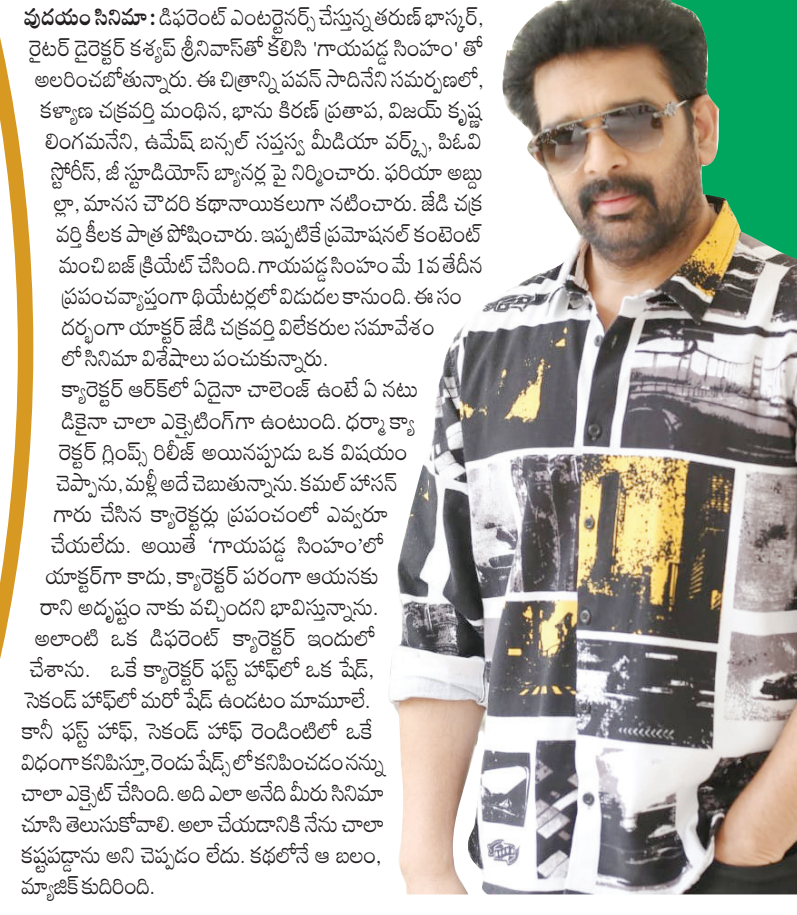 వుదయం సినిమా : డిఫరెంట్ ఎంటర్టైనర్స్ చేస్తున్న తరుణ్ భాస్కర్,
రైటర్ డైరెక్టర్ కశ్యప్ శ్రీనివాస్‌తో కలిసి 'గాయపడ్డ సింహం' తో
అలరించబోతున్నారు. ఈ చిత్రాన్ని పవన్ సాదినేని సమర్పణలో,
కళ్యాణ చక్రవర్తి మంథిన, భాను కిరణ్ ప్రతాప, విజయ్ కృష్ణ
లింగమనేని, ఉమేష్ బన్సల్ సప్తస్వ మీడియా వర్క్స్, పిఓవి
స్టోరీస్, జీ స్టూడియోస్ బ్యానర్ల పై నిర్మించారు. ఫరియా అబ్దు
ల్లా, మానస చౌదరి కథానాయికలుగా నటించారు. జేడి చక్ర
వర్తి కీలక పాత్ర పోషించారు. ఇప్పటికే ప్రమోషనల్ కంటెంట్
మంచి బజ్ క్రియేట్ చేసింది. గాయపడ్డ సింహం మే 1వ తేదీన
ప్రపంచవ్యాప్తంగా థియేటర్లలో విడుదల కానుంది. ఈ సం
దర్భంగా యాక్టర్ జేడి చక్రవర్తి విలేకరుల సమావేశం
లో సినిమా విశేషాలు పంచుకున్నారు.
క్యారెక్టర్ ఆర్క్‌లో ఏదైనా చాలెంజ్ ఉంటే ఏ నటు
డికైనా చాలా ఎక్సైటింగ్‌గా ఉంటుంది. ధర్మా క్యా
రెక్టర్ గ్లింప్స్ రిలీజ్ అయినప్పుడు ఒక విషయం
చెప్పాను, మళ్లీ అదే చెబుతున్నాను. కమల్ హాసన్
గారు చేసిన క్యారెక్టర్లు ప్రపంచంలో ఎవ్వరూ
చేయలేదు. అయితే 'గాయపడ్డ సింహం'లో
యాక్టర్‌గా కాదు, క్యారెక్టర్ పరంగా ఆయనకు
రాని అదృష్టం నాకు వచ్చిందని భావిస్తున్నాను.
అలాంటి ఒక డిఫరెంట్ క్యారెక్టర్ ఇందులో
చేశాను. ఒకే క్యారెక్టర్ ఫస్ట్ హాఫ్‌లో ఒక షేడ్,
సెకండ్ హాఫ్‌లో మరో షేడ్ ఉండటం మామూలే.
కానీ ఫస్ట్ హాఫ్, సెకండ్ హాఫ్ రెండింటిలో ఒకే
విధంగా కనిపిస్తూ, రెండు షేడ్స్ లో కనిపించడం నన్ను
చాలా ఎక్సైట్ చేసింది. అది ఎలా అనేది మీరు సినిమా
చూసి తెలుసుకోవాలి. అలా చేయడానికి నేను చాలా
కష్టపడ్డాను అని చెప్పడం లేదు. కథలోనే ఆ బలం,
మ్యాజిక్ కుదిరింది.